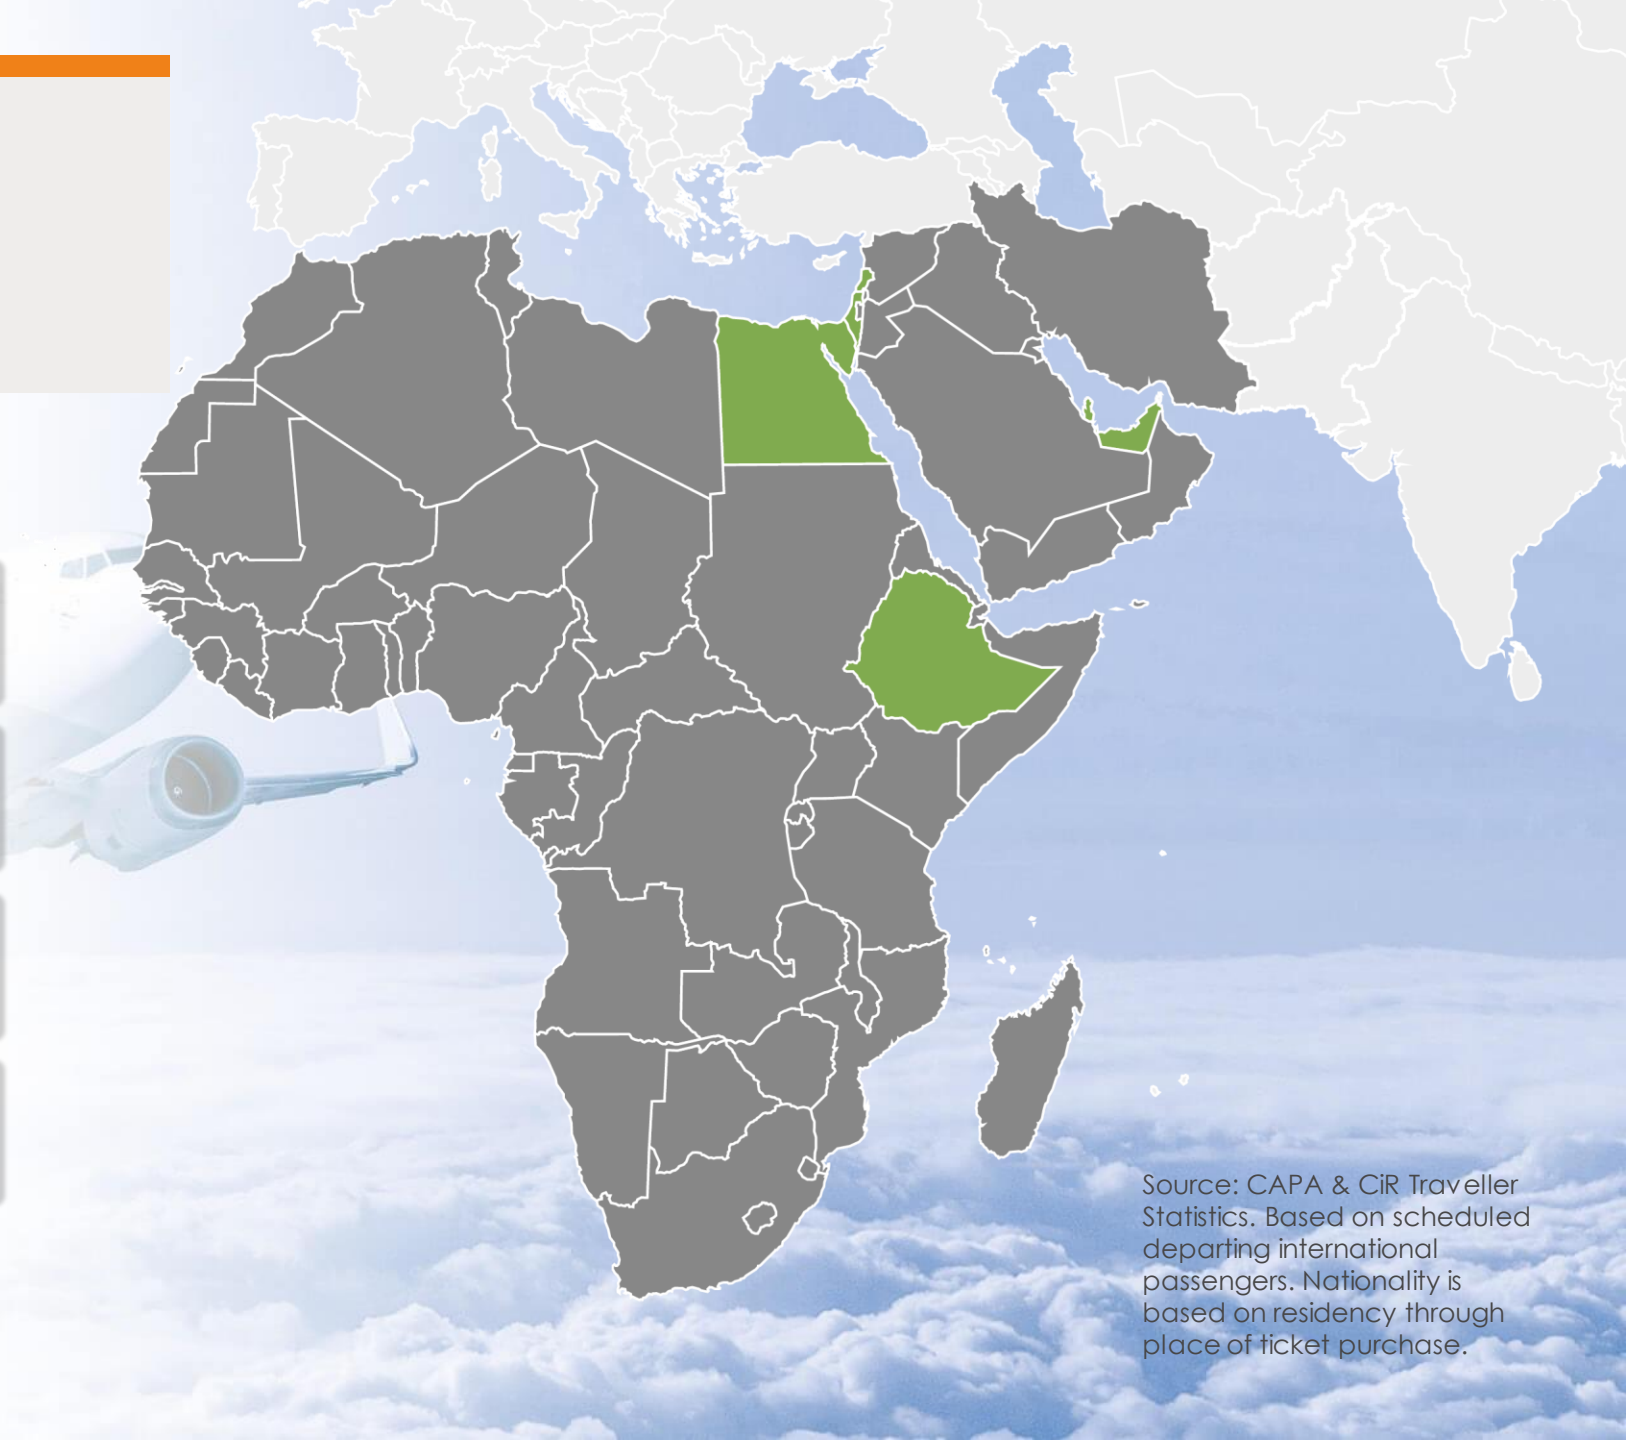 Source: CAPA & CiR Traveller
Statistics. Based on scheduled
departing international
passengers. Nationality is
based on residency through
place of ticket purchase.